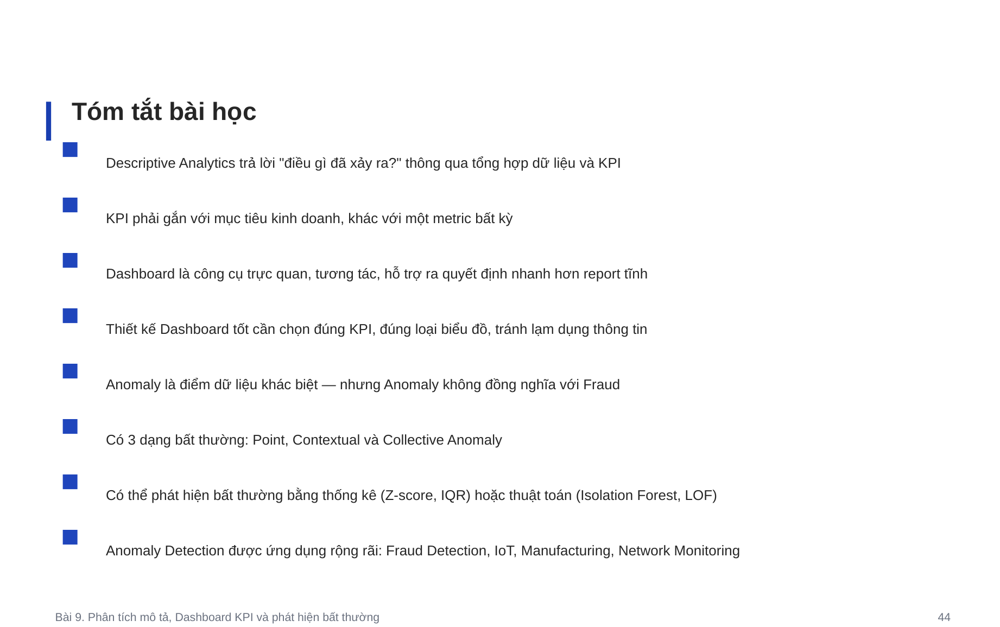 Tóm tắt bài học
Descriptive Analytics trả lời "điều gì đã xảy ra?" thông qua tổng hợp dữ liệu và KPI
KPI phải gắn với mục tiêu kinh doanh, khác với một metric bất kỳ
Dashboard là công cụ trực quan, tương tác, hỗ trợ ra quyết định nhanh hơn report tĩnh
Thiết kế Dashboard tốt cần chọn đúng KPI, đúng loại biểu đồ, tránh lạm dụng thông tin
Anomaly là điểm dữ liệu khác biệt — nhưng Anomaly không đồng nghĩa với Fraud
Có 3 dạng bất thường: Point, Contextual và Collective Anomaly
Có thể phát hiện bất thường bằng thống kê (Z-score, IQR) hoặc thuật toán (Isolation Forest, LOF)
Anomaly Detection được ứng dụng rộng rãi: Fraud Detection, IoT, Manufacturing, Network Monitoring
Bài 9. Phân tích mô tả, Dashboard KPI và phát hiện bất thường
44